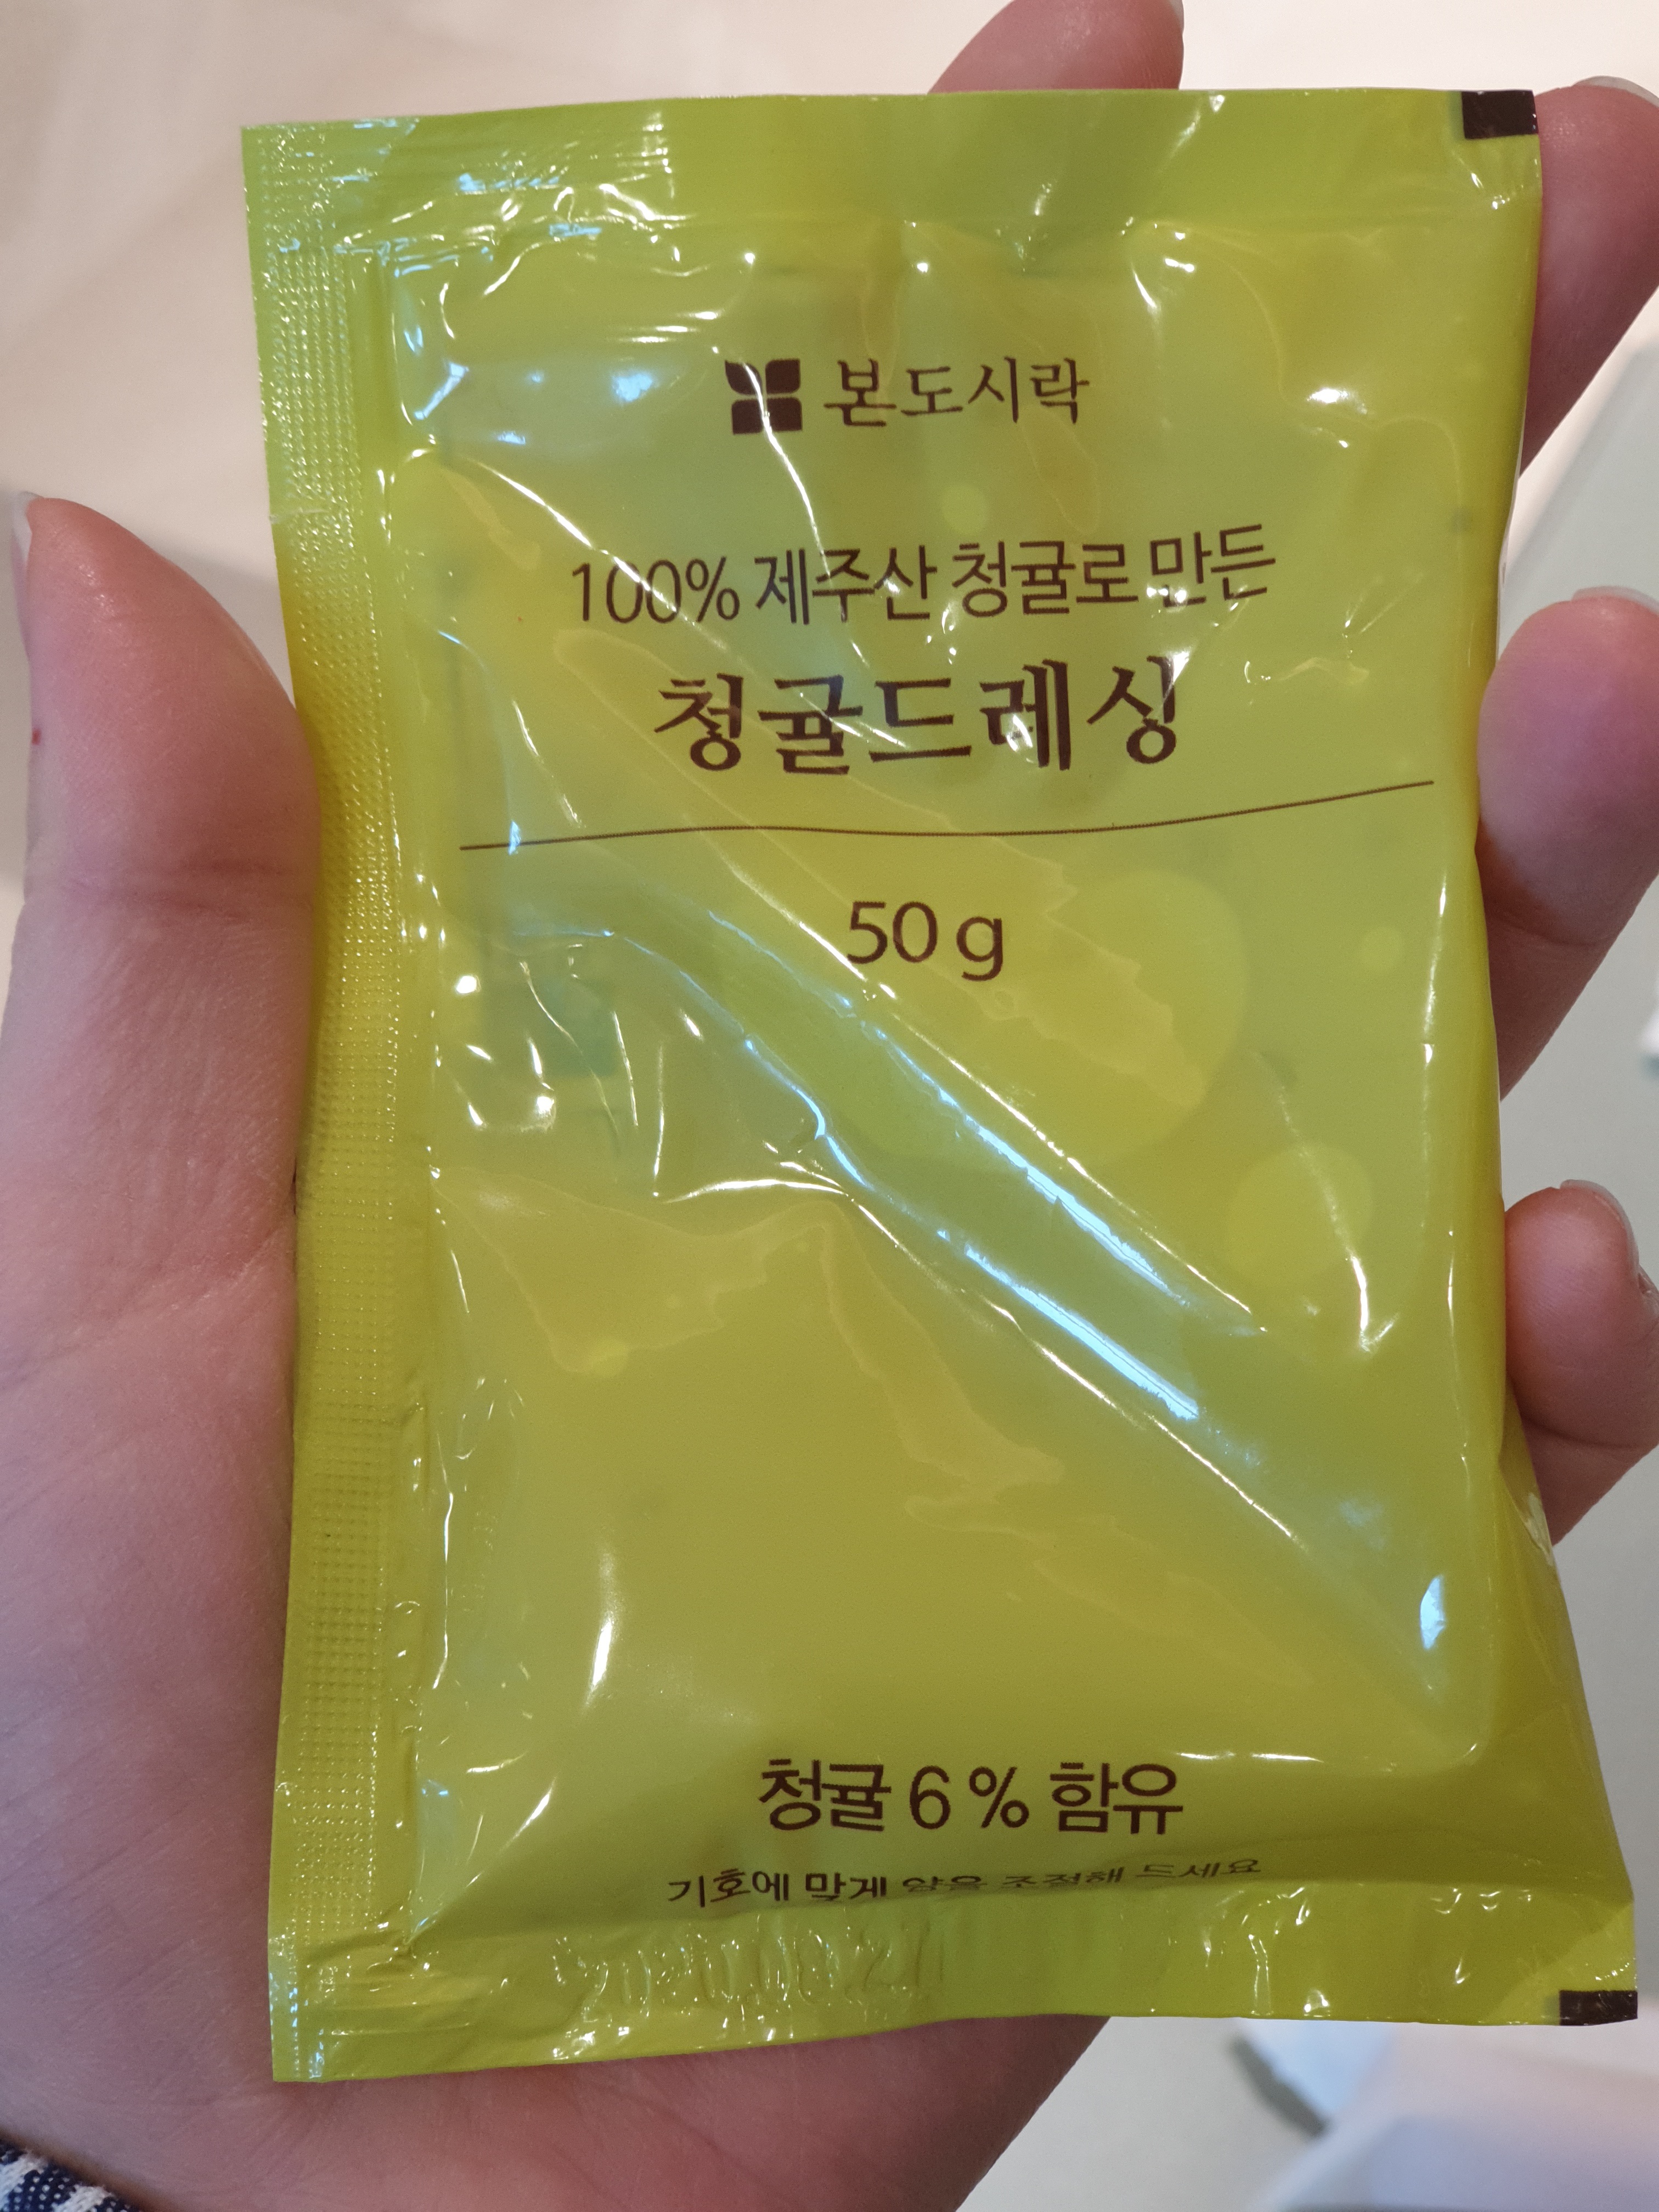 본도시락
100% 제주산 청귤로 만든
청귤드레싱
50 g
청귤 6 % 함유
기호에 맞게 양을 조절해 드세요